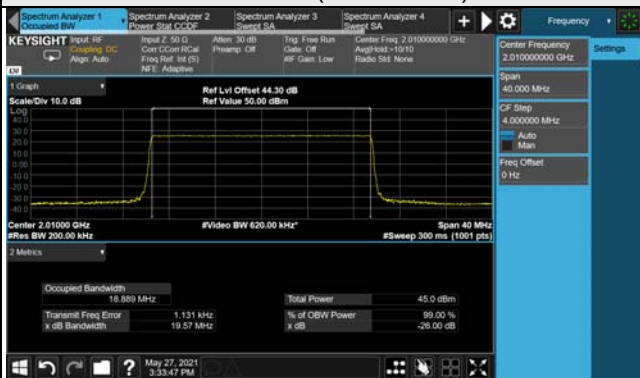 Spectrum Analyzer 1
Occupied BW
Spectrum Analyzer 2
Power Stat CCDF
Spectrum Analyzer 3
Swept SA
Spectrum Analyzer 4
Swept SA
Frequency
KEYSIGHT
Input: RF
Coupling: DC
Align: Auto
Input Z: 50 Ω
Corr CCorr RCal
Freq Ref: Int (S)
NFE: Adaptive
Atten: 30 dB
Preamp: Off
Trig: Free Run
Gate: Off
#IF Gain: Low
Center Freq: 2.010000000 GHz
Avg|Hold:>10/10
Radio Std: None
LXI
1 Graph
Scale/Div 10.0 dB
Ref Lvl Offset 44.30 dB
Ref Value 50.00 dBm
Log
40.0
30.0
20.0
10.0
0.00
-10.0
-20.0
-30.0
-40.0
Center 2.01000 GHz
#Res BW 200.00 kHz
#Video BW 620.00 kHz*
Span 40 MHz
#Sweep 300 ms (1001 pts)
2 Metrics
Occupied Bandwidth
18.889 MHz
Transmit Freq Error 1.131 kHz
x dB Bandwidth 19.57 MHz
Total Power 45.0 dBm
% of OBW Power 99.00 %
x dB -26.00 dB
Center Frequency
2.010000000 GHz
Span
40.000 MHz
CF Step
4.000000 MHz
Auto
Man
Freq Offset
0 Hz
Settings
?
May 27, 2021
3:33:47 PM